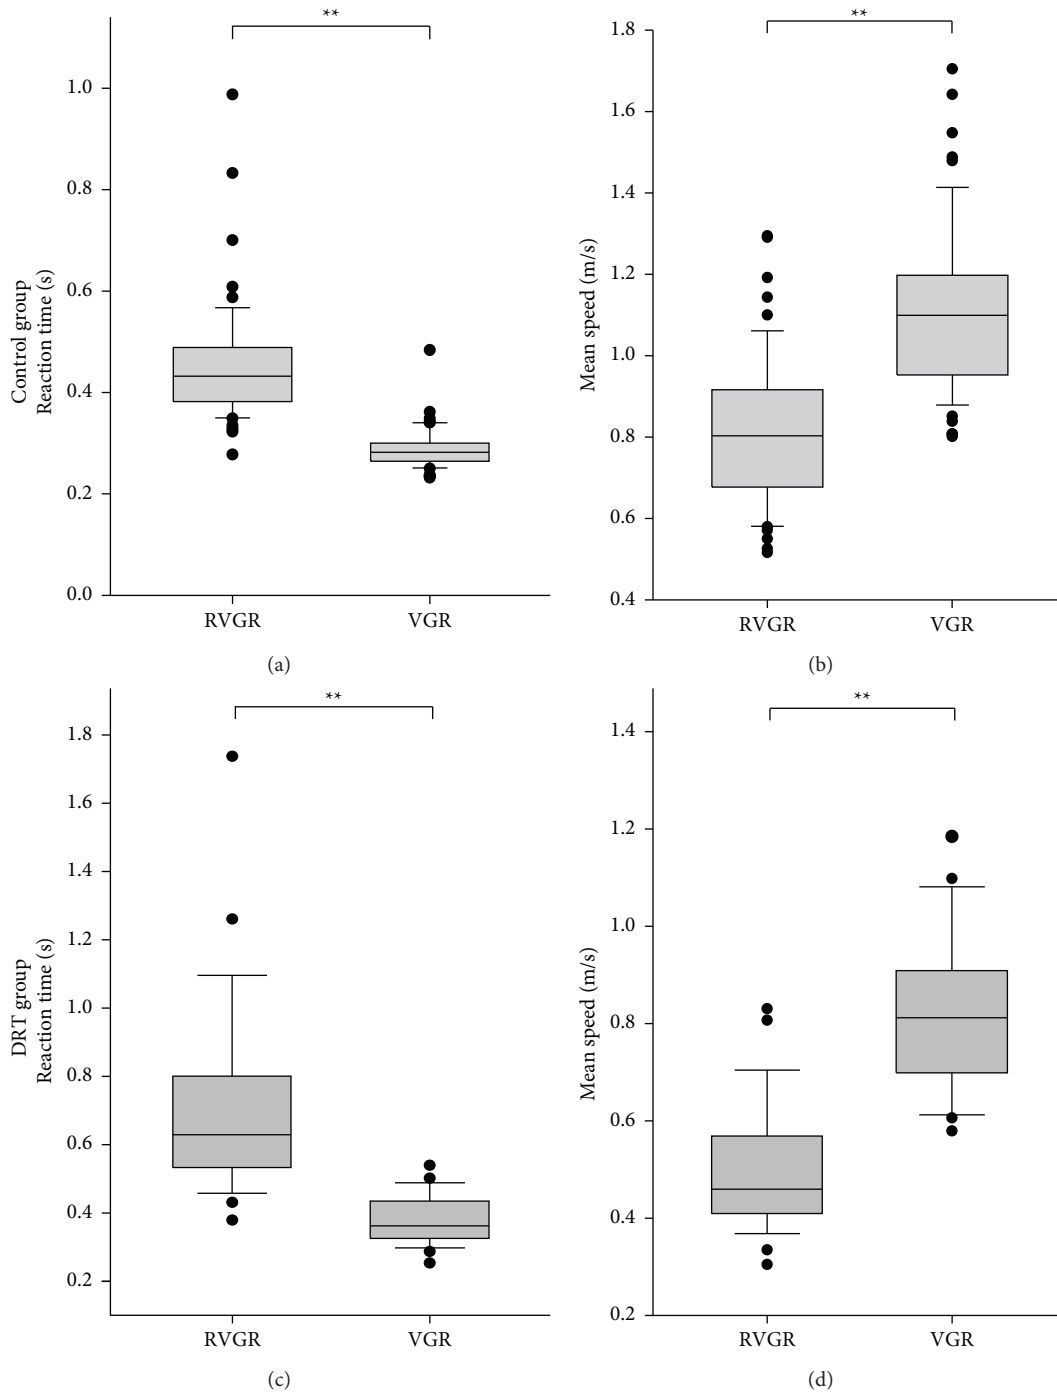 **
1.0
0.8
0.6
0.4
0.2
0.0
Control group
Reaction time (s)
RVGR
VGR
(a)
**
1.8
1.6
1.4
1.2
1.0
0.8
0.6
0.4
Mean speed (m/s)
RVGR
VGR
(b)
**
1.8
1.6
1.4
1.2
1.0
0.8
0.6
0.4
0.2
DRT group
Reaction time (s)
RVGR
VGR
(c)
**
1.4
1.2
1.0
0.8
0.6
0.4
0.2
Mean speed (m/s)
RVGR
VGR
(d)